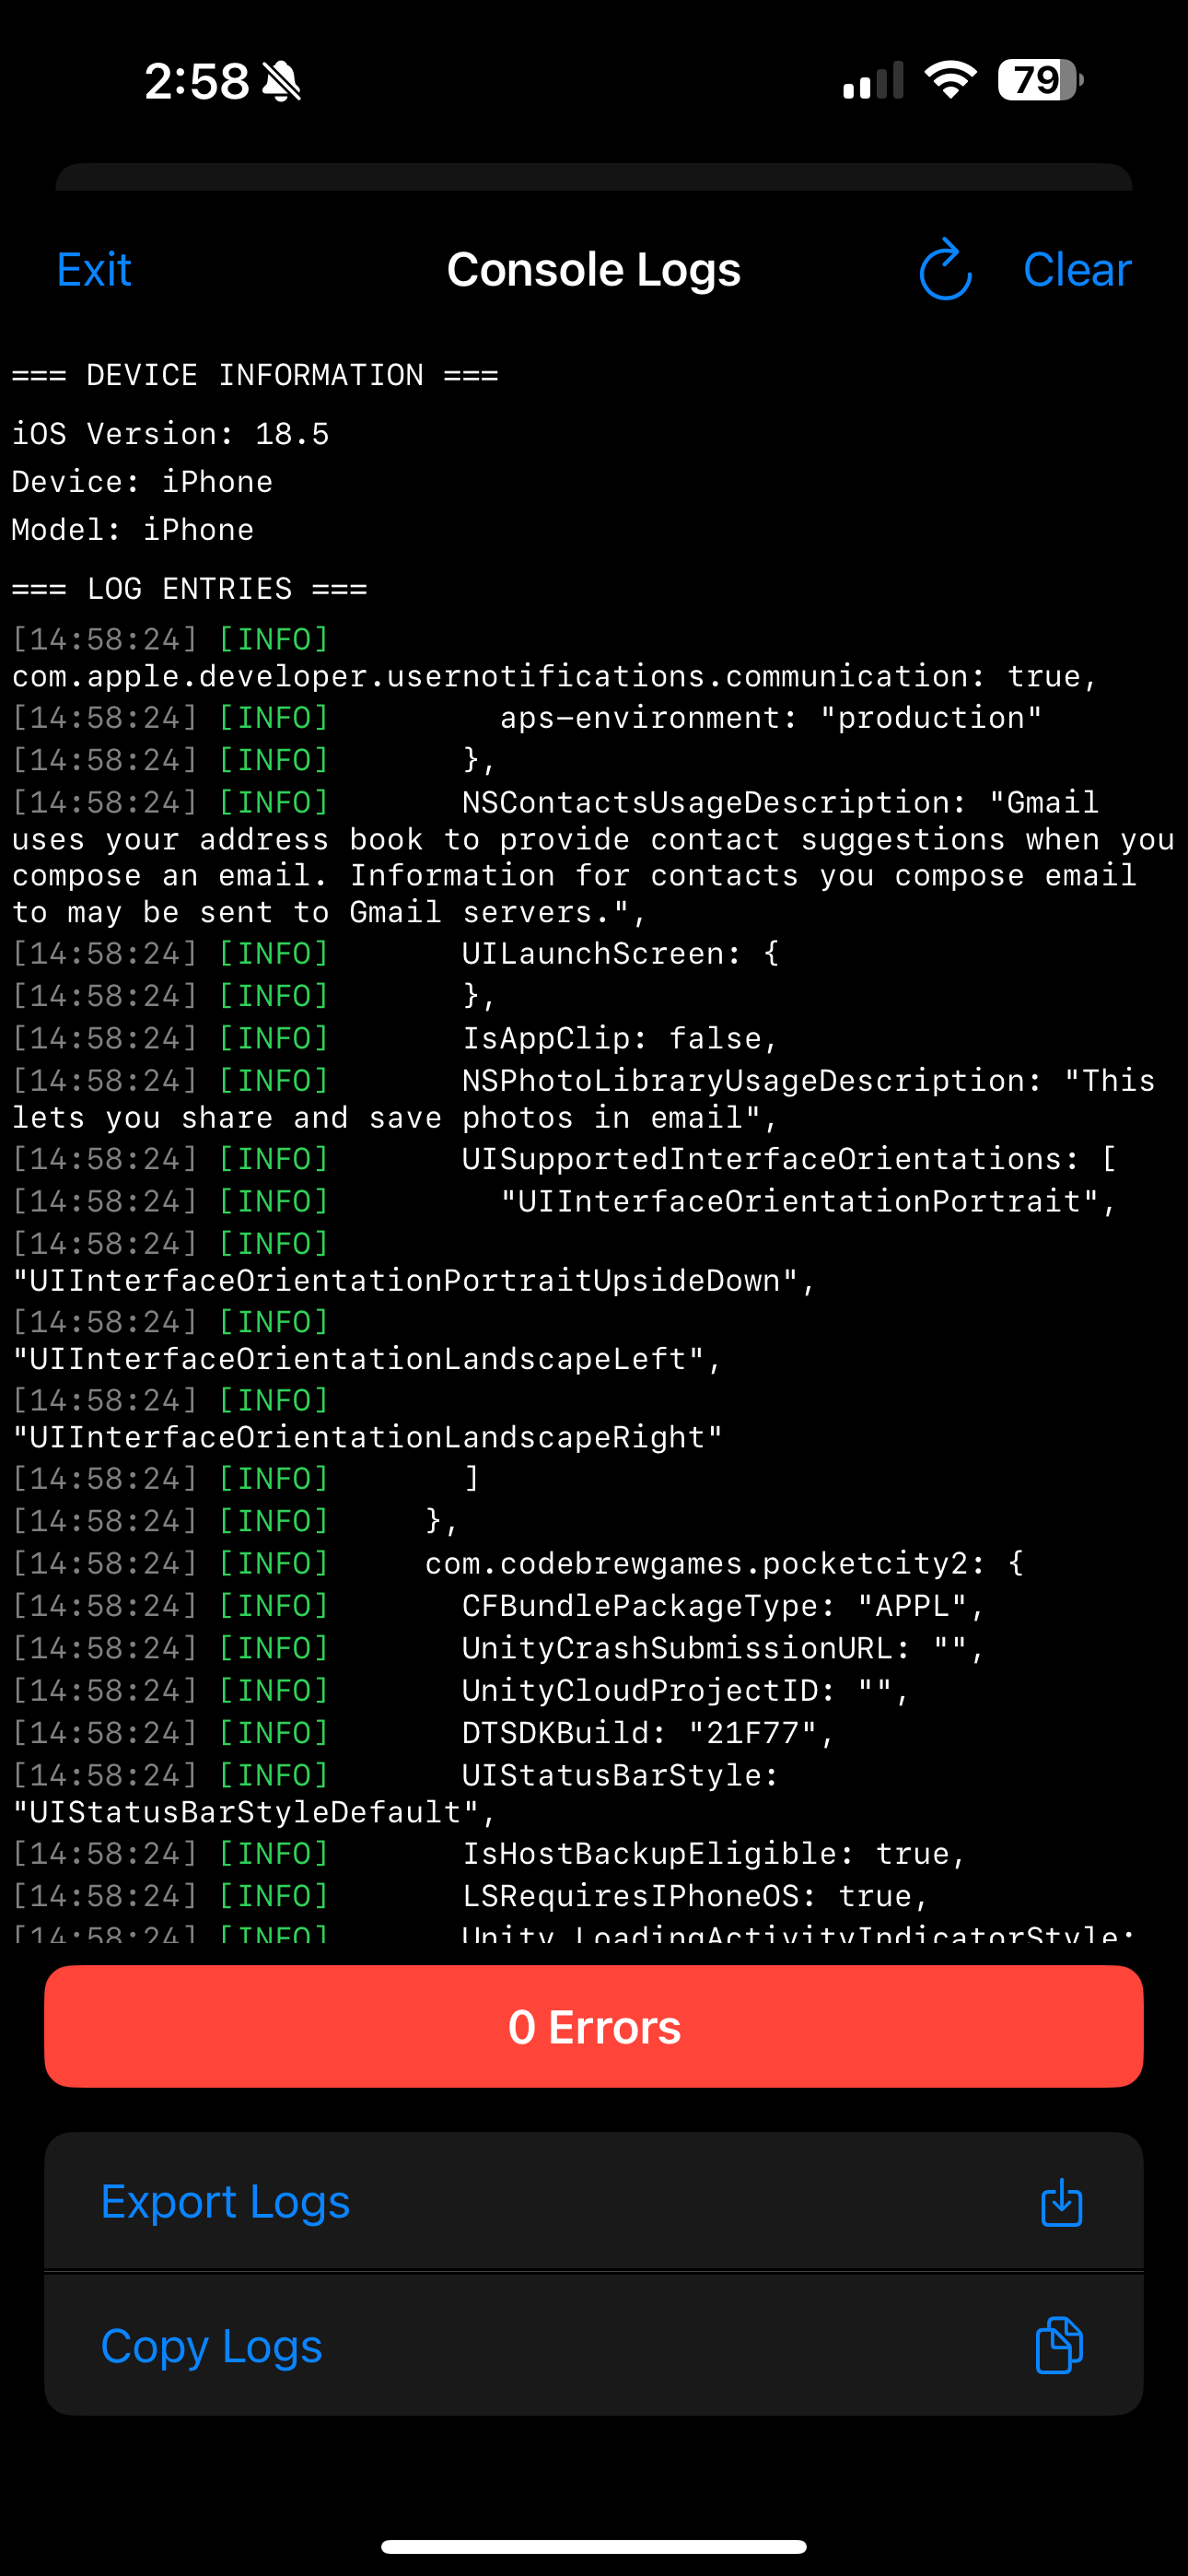 2:58
79
Exit
Console Logs
Clear
=== DEVICE INFORMATION ===
iOS Version: 18.5
Device: iPhone
Model: iPhone
=== LOG ENTRIES ===
[14:58:24] [INFO]
com.apple.developer.usernotifications.communication: true,
[14:58:24] [INFO]         aps-environment: "production"
[14:58:24] [INFO]       },
[14:58:24] [INFO]       NSContactsUsageDescription: "Gmail
uses your address book to provide contact suggestions when you
compose an email. Information for contacts you compose email
to may be sent to Gmail servers.",
[14:58:24] [INFO]       UILaunchScreen: {
[14:58:24] [INFO]       },
[14:58:24] [INFO]       IsAppClip: false,
[14:58:24] [INFO]       NSPhotoLibraryUsageDescription: "This
lets you share and save photos in email",
[14:58:24] [INFO]       UISupportedInterfaceOrientations: [
[14:58:24] [INFO]         "UIInterfaceOrientationPortrait",
[14:58:24] [INFO]
"UIInterfaceOrientationPortraitUpsideDown",
[14:58:24] [INFO]
"UIInterfaceOrientationLandscapeLeft",
[14:58:24] [INFO]
"UIInterfaceOrientationLandscapeRight"
[14:58:24] [INFO]       ]
[14:58:24] [INFO]     },
[14:58:24] [INFO]     com.codebrewgames.pocketcity2: {
[14:58:24] [INFO]       CFBundlePackageType: "APPL",
[14:58:24] [INFO]       UnityCrashSubmissionURL: "",
[14:58:24] [INFO]       UnityCloudProjectID: "",
[14:58:24] [INFO]       DTSDKBuild: "21F77",
[14:58:24] [INFO]       UIStatusBarStyle:
"UIStatusBarStyleDefault",
[14:58:24] [INFO]       IsHostBackupEligible: true,
[14:58:24] [INFO]       LSRequiresIPhoneOS: true,
[14:58:24] [INFO]       Unity_LoadingActivityIndicatorStyle:
0 Errors
Export Logs
Copy Logs